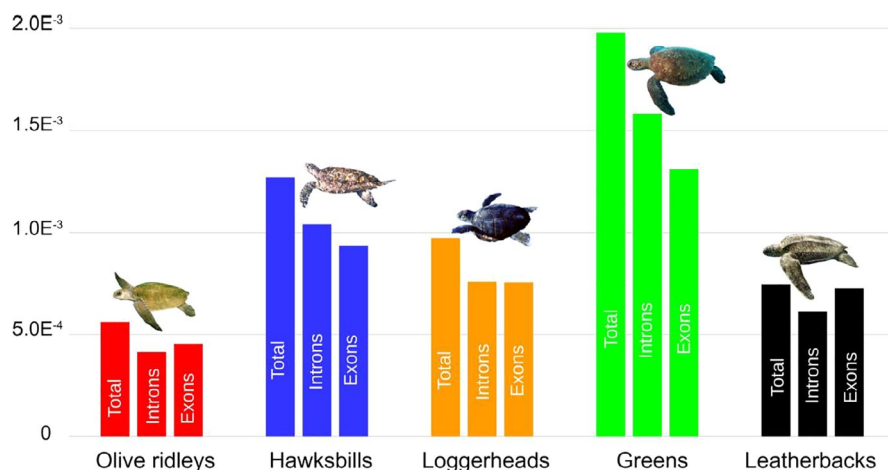 2.0E⁻³
1.5E⁻³
1.0E⁻³
5.0E⁻⁴
0
Total
Introns
Exons
Total
Introns
Exons
Total
Introns
Exons
Total
Introns
Exons
Total
Introns
Exons
Olive ridleys
Hawksbills
Loggerheads
Greens
Leatherbacks